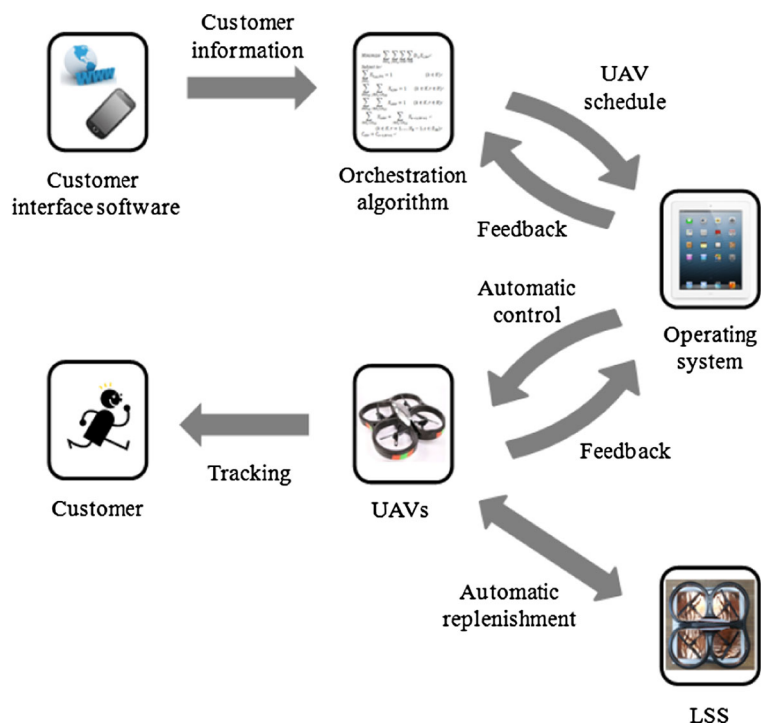 Customer
information
WWW
UAV
schedule
Customer
interface software
Orchestration
algorithm
Feedback
Automatic
control
Operating
system
Feedback
Tracking
Customer
UAVs
Automatic
replenishment
LSS